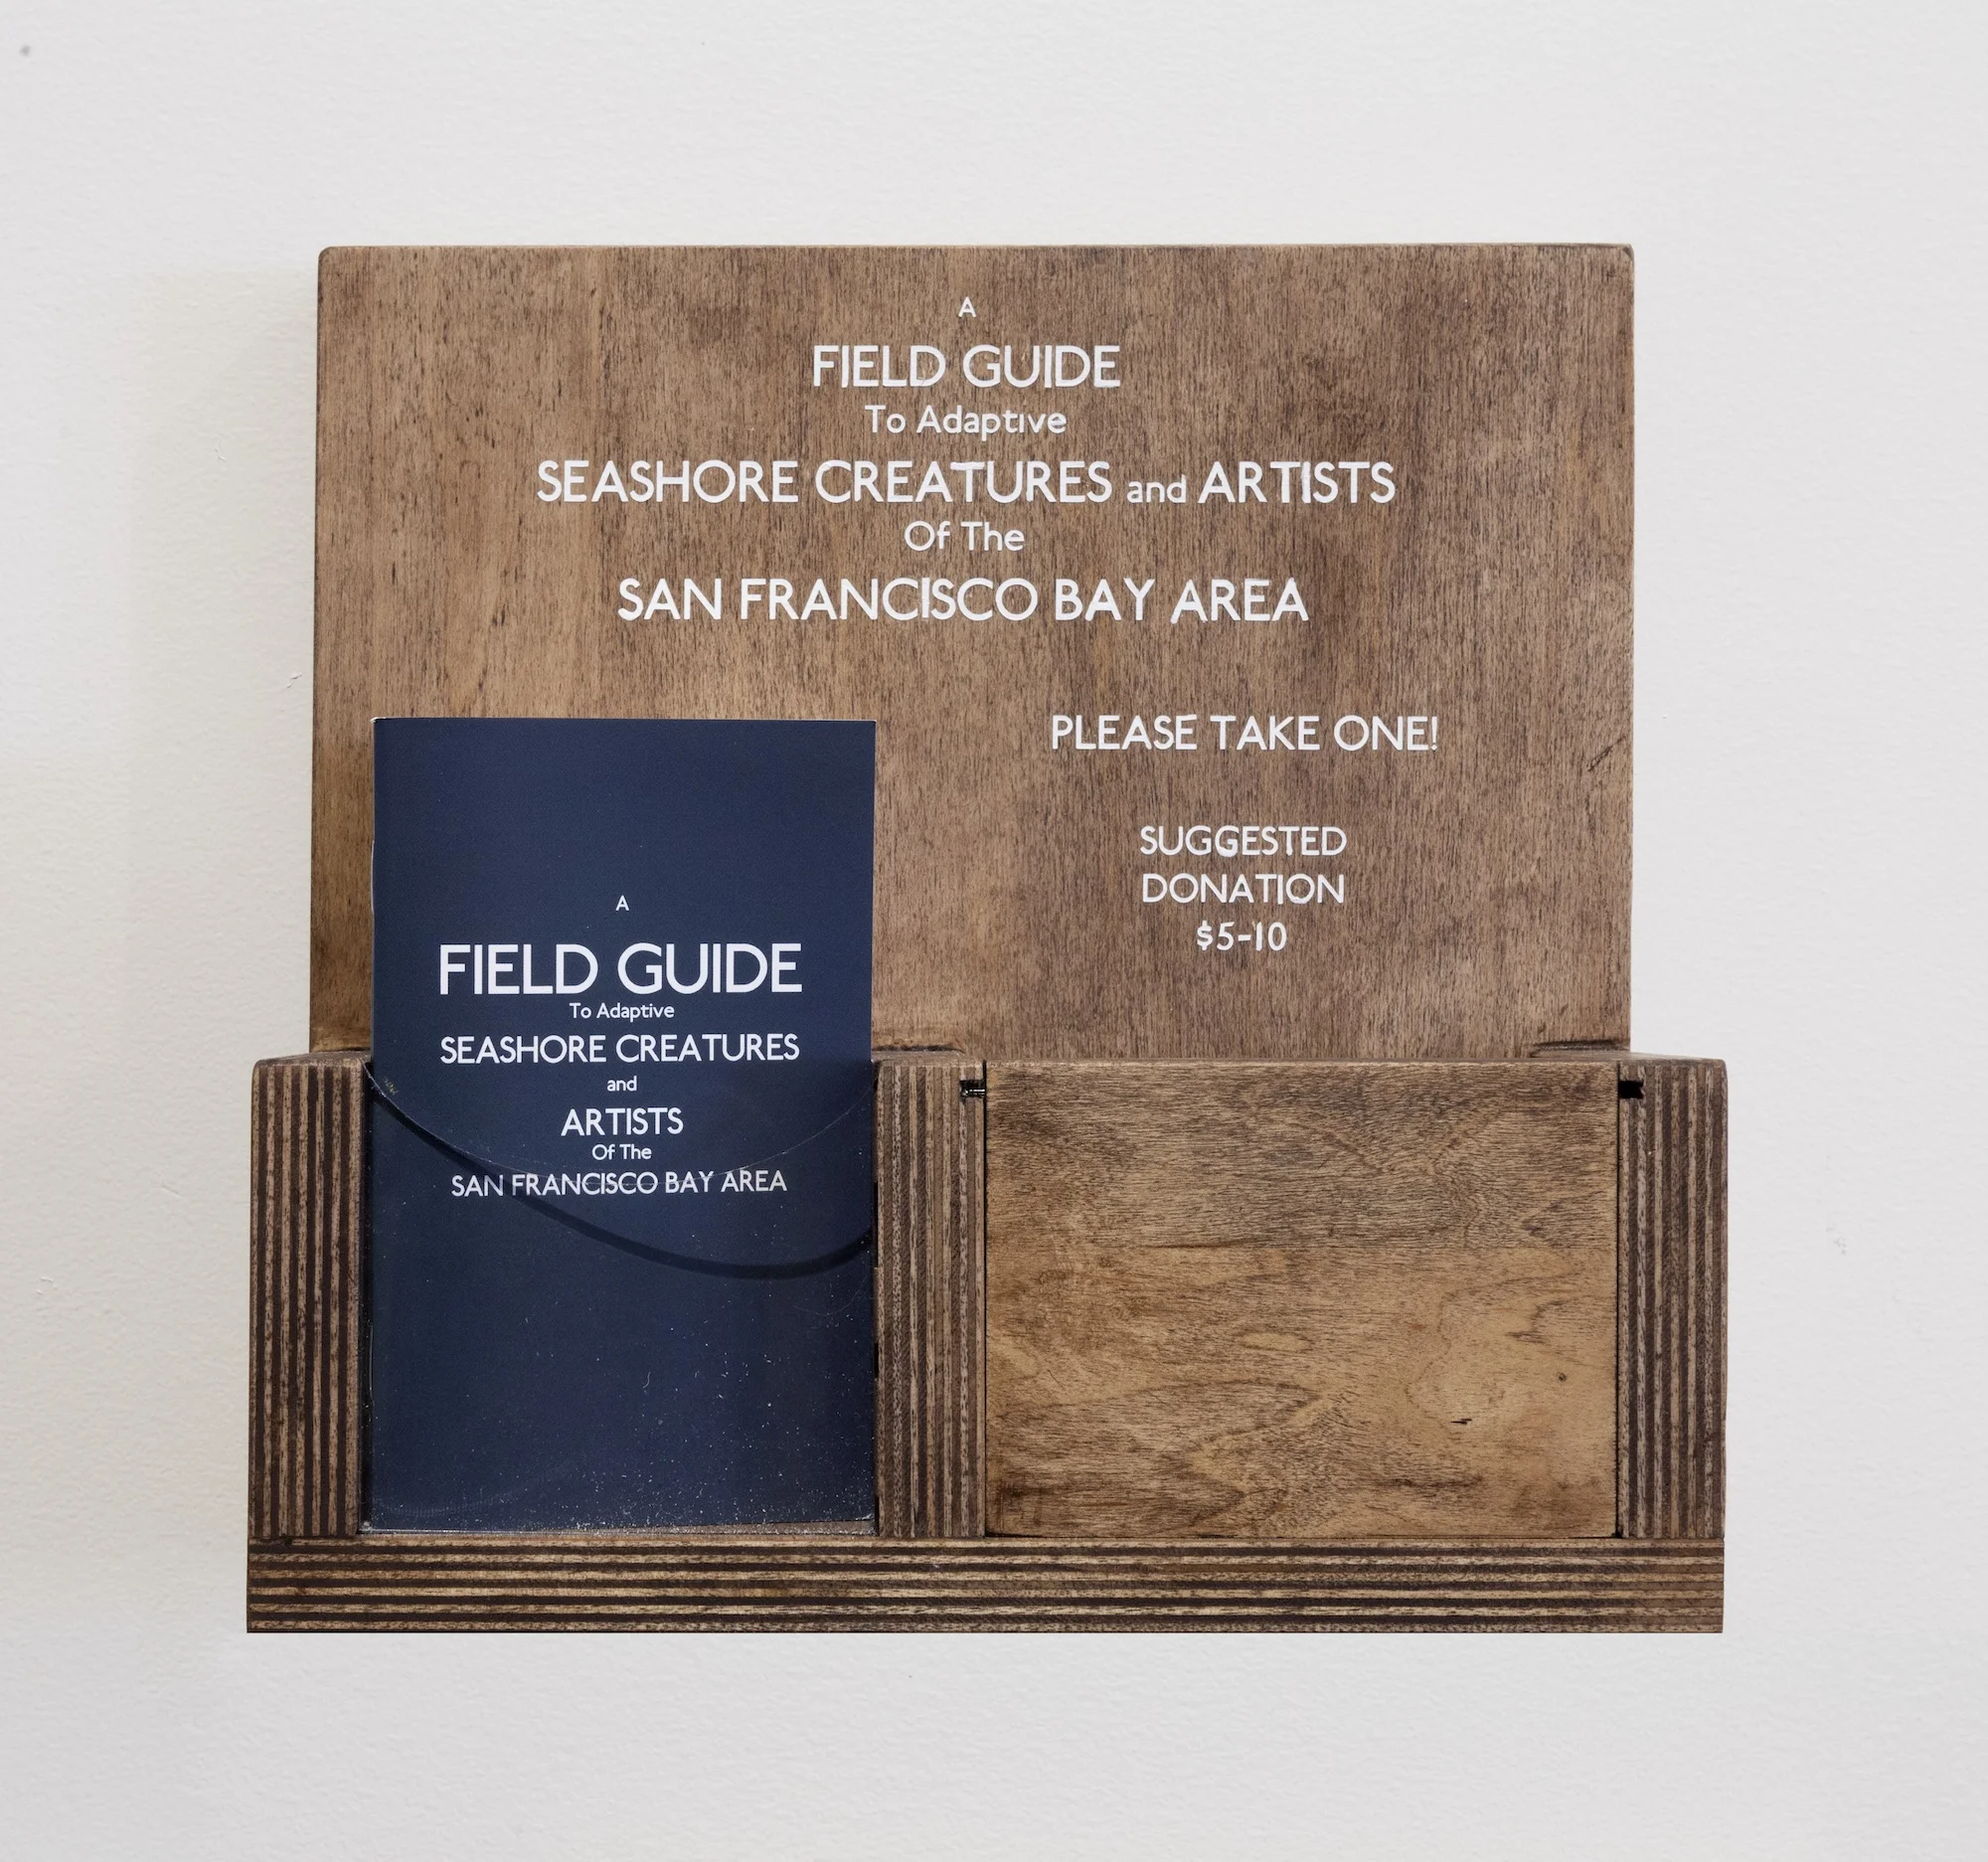 A
FIELD GUIDE
To Adaptive
SEASHORE CREATURES and ARTISTS
Of The
SAN FRANCISCO BAY AREA
PLEASE TAKE ONE!
SUGGESTED
DONATION
$5-10
A
FIELD GUIDE
To Adaptive
SEASHORE CREATURES
and
ARTISTS
Of The
SAN FRANCISCO BAY AREA